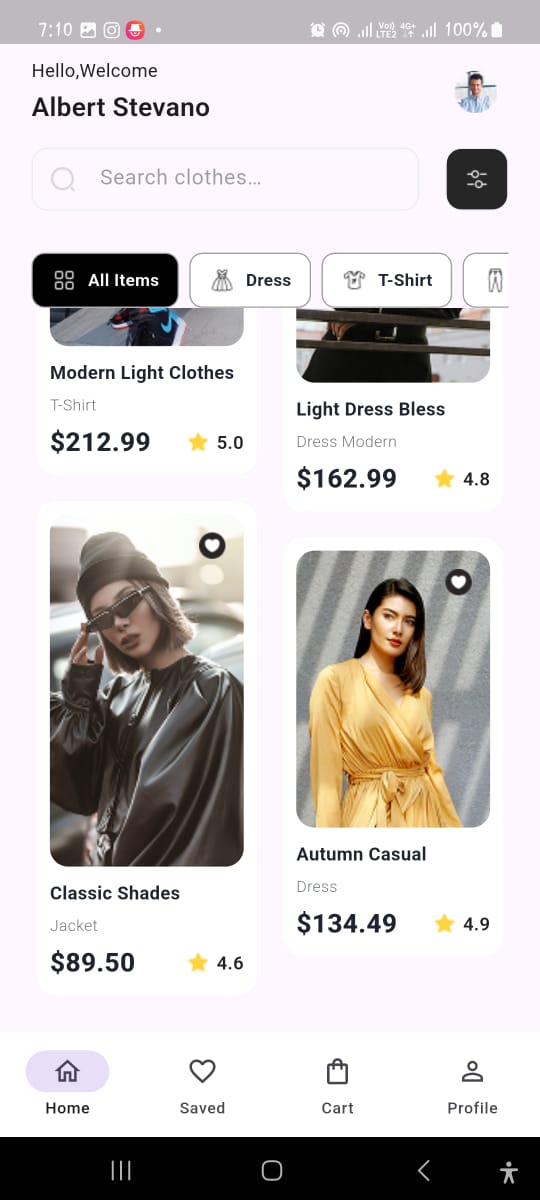 7:10
Vo)) 4G+
LTE2 100%
Hello,Welcome
Albert Stevano
Search clothes...
All Items Dress T-Shirt
Modern Light Clothes
T-Shirt
$212.99 5.0
Light Dress Bless
Dress Modern
$162.99 4.8
Classic Shades
Jacket
$89.50 4.6
Autumn Casual
Dress
$134.49 4.9
Home Saved Cart Profile